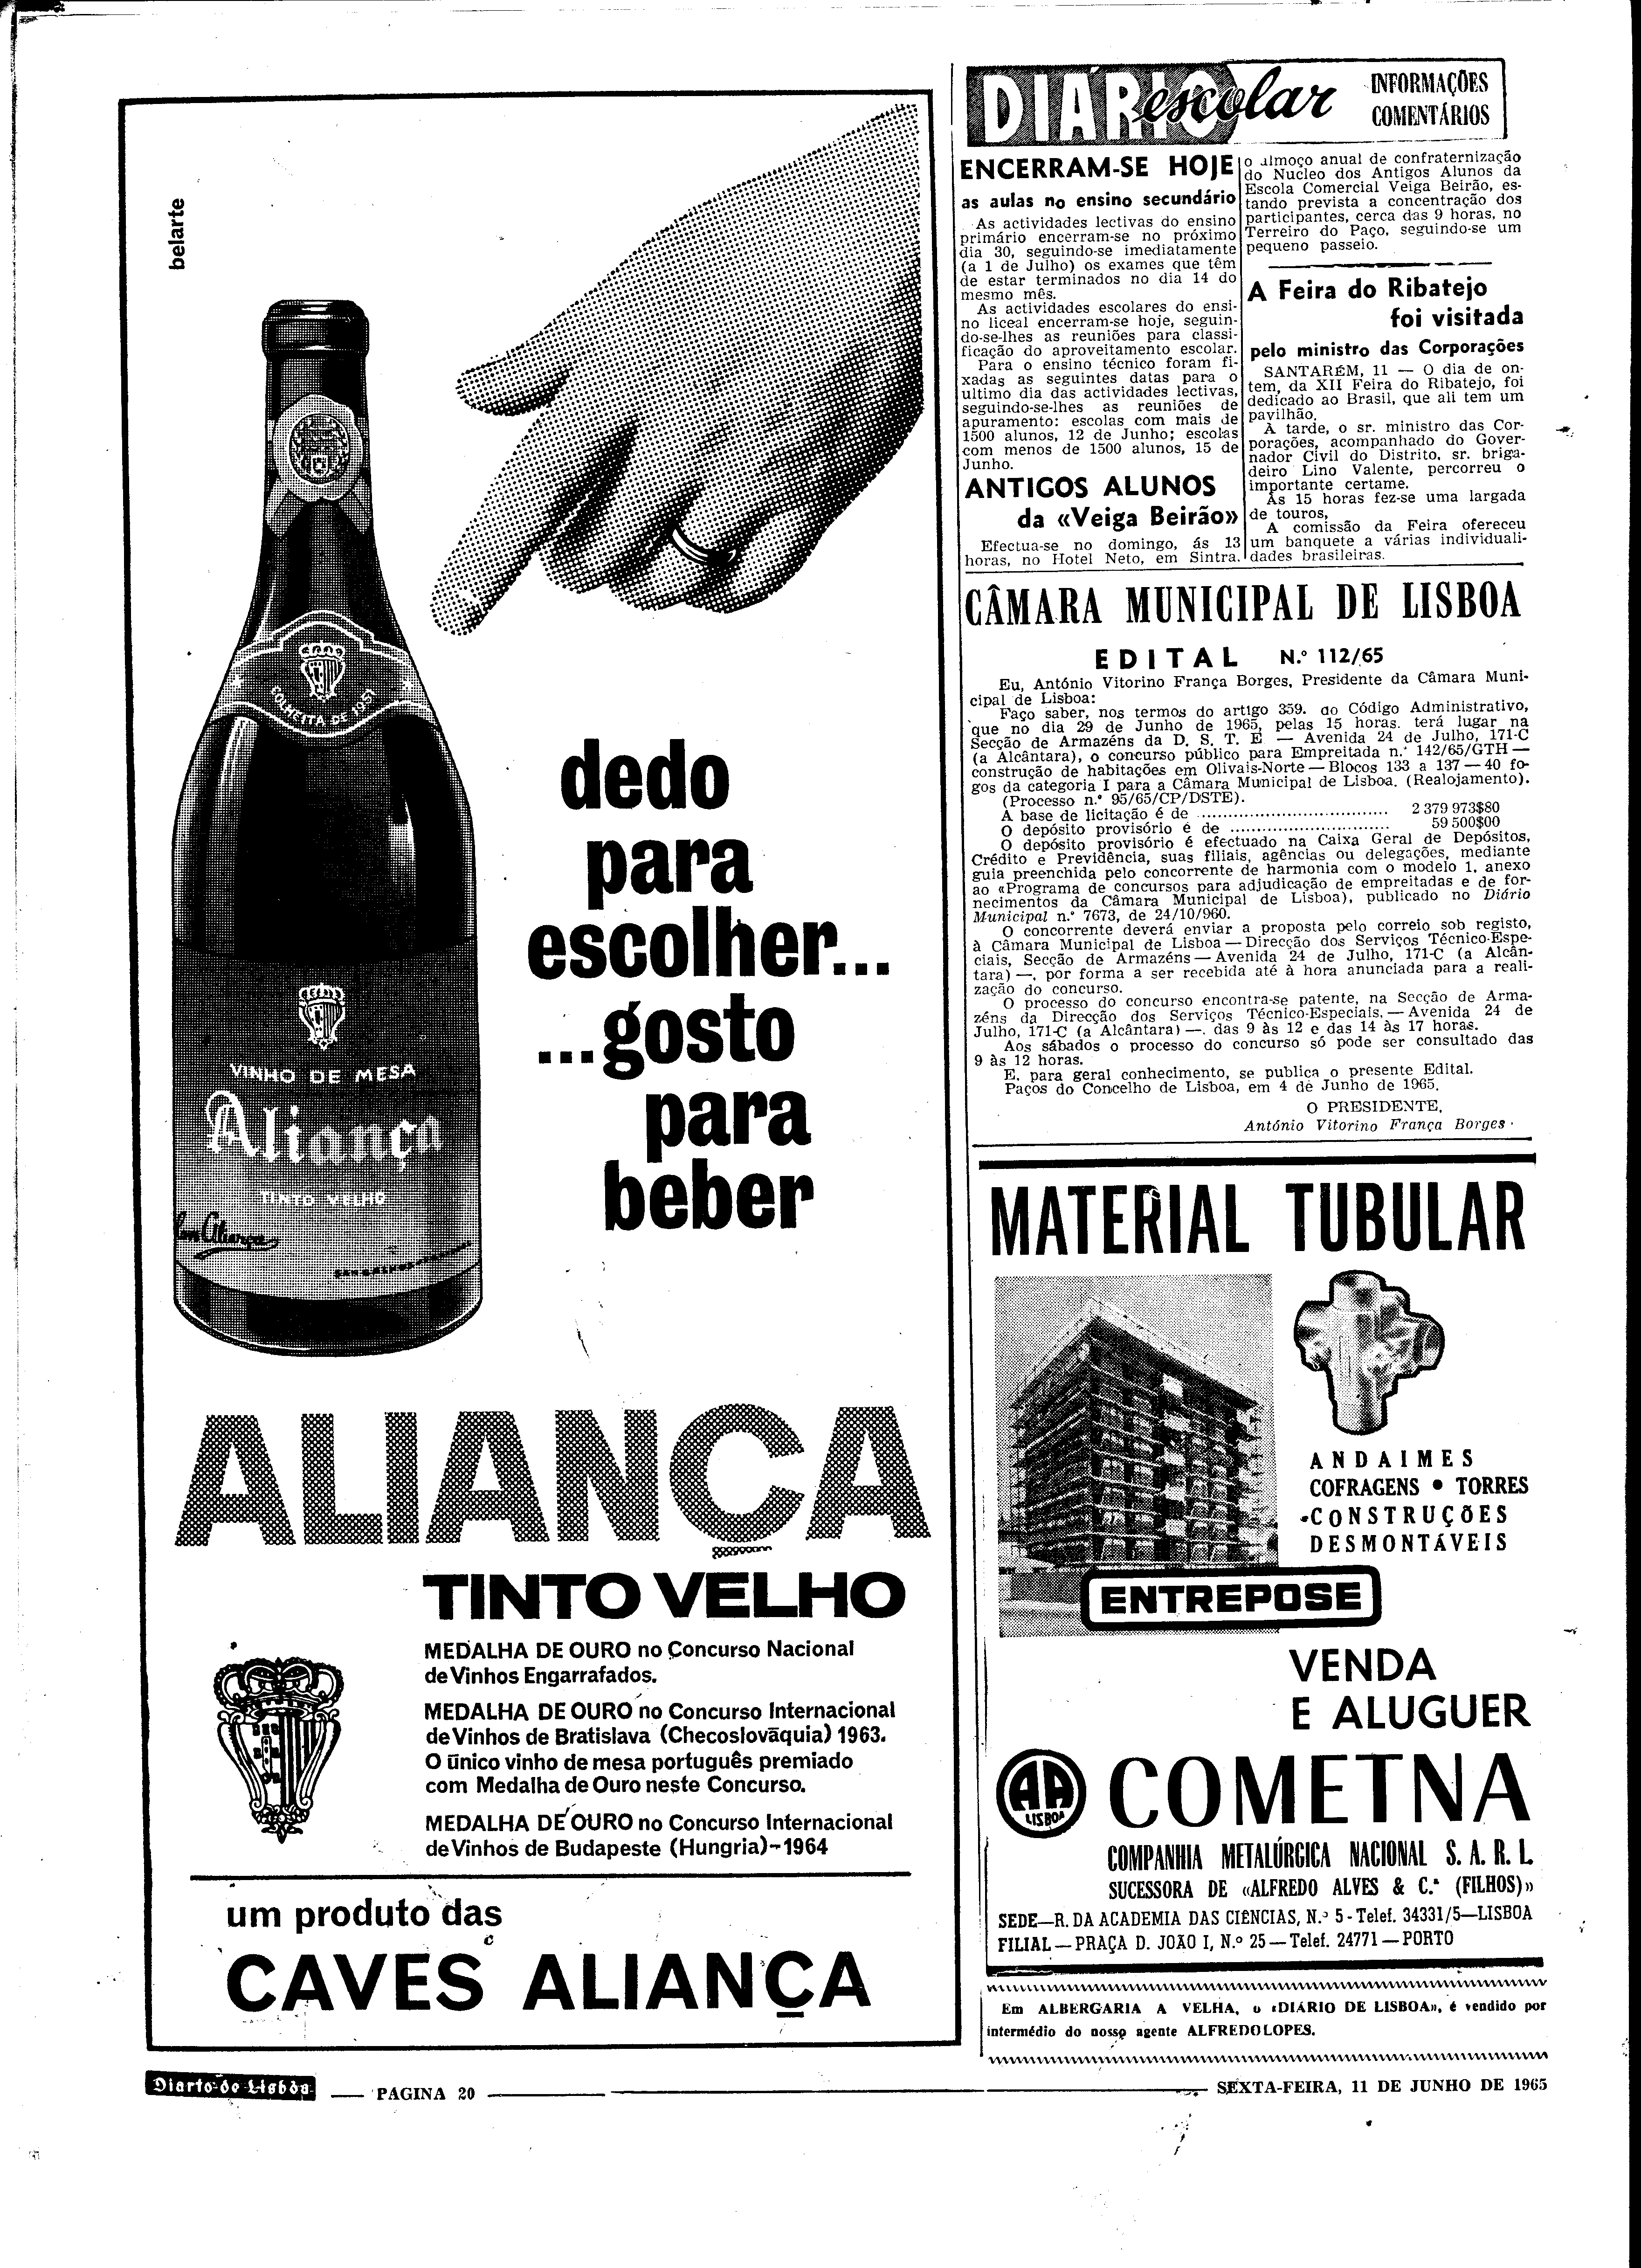 belarte
COLHEITA DE 1957
VINHO DE MESA
Aliança
TINTO VELHO
dedo
para
escolher...
...gosto
para
beber
ALIANÇA
TINTO VELHO
MEDALHA DE OURO no Concurso Nacional
de Vinhos Engarrafados.
MEDALHA DE OURO no Concurso Internacional
de Vinhos de Bratislava (Checoslováquia) 1963.
O único vinho de mesa português premiado
com Medalha de Ouro neste Concurso.
MEDALHA DE OURO no Concurso Internacional
de Vinhos de Budapeste (Hungria)-1964
um produto das
CAVES ALIANÇA
DIÁRIO escolar
INFORMAÇÕES
COMENTÁRIOS
ENCERRAM-SE HOJE
as aulas no ensino secundário
As actividades lectivas do ensino
primário encerram-se no próximo
dia 30, seguindo-se imediatamente
(a 1 de Julho) os exames que têm
de estar terminados no dia 14 do
mesmo mês.
As actividades escolares do ensi-
no liceal encerram-se hoje, seguin-
do-se-lhes as reuniões para classi-
ficação do aproveitamento escolar.
Para o ensino técnico foram fi-
xadas as seguintes datas para o
ultimo dia das actividades lectivas,
seguindo-se-lhes as reuniões de
apuramento: escolas com mais de
1500 alunos, 12 de Junho; escolas
com menos de 1500 alunos, 15 de
Junho.
ANTIGOS ALUNOS
da «Veiga Beirão»
Efectua-se no domingo, ás 13
horas, no Hotel Neto, em Sintra,
o almoço anual de confraternização
do Nucleo dos Antigos Alunos da
Escola Comercial Veiga Beirão, es-
tando prevista a concentração dos
participantes, cerca das 9 horas, no
Terreiro do Paço, seguindo-se um
pequeno passeio.
A Feira do Ribatejo
foi visitada
pelo ministro das Corporações
SANTARÉM, 11 — O dia de on-
tem, da XII Feira do Ribatejo, foi
dedicado ao Brasil, que ali tem um
pavilhão.
À tarde, o sr. ministro das Cor-
porações, acompanhado do Gover-
nador Civil do Distrito, sr. briga-
deiro Lino Valente, percorreu o
importante certame.
Às 15 horas fez-se uma largada
de touros,
A comissão da Feira ofereceu
um banquete a várias individuali-
dades brasileiras.
CÂMARA MUNICIPAL DE LISBOA
EDITAL N.º 112/65
Eu, António Vitorino França Borges, Presidente da Câmara Muni-
cipal de Lisboa:
Faço saber, nos termos do artigo 359. do Código Administrativo,
que no dia 29 de Junho de 1965, pelas 15 horas. terá lugar na
Secção de Armazéns da D. S. T. E — Avenida 24 de Julho, 171-C
(a Alcântara), o concurso público para Empreitada n.º 142/65/GTH —
construção de habitações em Olivais-Norte — Blocos 133 a 137 — 40 fo-
gos da categoria I para a Câmara Municipal de Lisboa. (Realojamento).
(Processo n.º 95/65/CP/DSTE).
A base de licitação é de .................................... 2 379 973$80
O depósito provisório é de .............................. 59 500$00
O depósito provisório é efectuado na Caixa Geral de Depósitos,
Crédito e Previdência, suas filiais, agências ou delegações, mediante
guia preenchida pelo concorrente de harmonia com o modelo 1, anexo
ao «Programa de concursos para adjudicação de empreitadas e de for-
necimentos da Câmara Municipal de Lisboa), publicado no Diário
Municipal n.º 7673, de 24/10/960.
O concorrente deverá enviar a proposta pelo correio sob registo,
à Câmara Municipal de Lisboa — Direcção dos Serviços Técnico-Espe-
ciais, Secção de Armazéns — Avenida 24 de Julho, 171-C (a Alcân-
tara) —, por forma a ser recebida até à hora anunciada para a reali-
zação do concurso.
O processo do concurso encontra-se patente, na Secção de Arma-
zéns da Direcção dos Serviços Técnico-Especiais, — Avenida 24 de
Julho, 171-C (a Alcântara) —, das 9 às 12 e das 14 às 17 horas.
Aos sábados o processo do concurso só pode ser consultado das
9 às 12 horas.
E, para geral conhecimento, se publica o presente Edital.
Paços do Concelho de Lisboa, em 4 de Junho de 1965.
O PRESIDENTE,
António Vitorino França Borges
MATERIAL TUBULAR
ANDAIMES
COFRAGENS • TORRES
CONSTRUÇÕES
DESMONTÁVEIS
ENTREPOSE
VENDA
E ALUGUER
AA
LISBOA
COMETNA
COMPANHIA METALÚRGICA NACIONAL S. A. R. L.
SUCESSORA DE «ALFREDO ALVES & C.ª (FILHOS)»
SEDE—R. DA ACADEMIA DAS CIÊNCIAS, N.º 5 - Telef. 34331/5—LISBOA
FILIAL — PRAÇA D. JOÃO I, N.º 25 — Telef. 24771 — PORTO
Em ALBERGARIA A VELHA, o «DIÁRIO DE LISBOA», é vendido por
intermédio do nosso agente ALFREDO LOPES.
Diario de Lisbôa — PAGINA 20 — SEXTA-FEIRA, 11 DE JUNHO DE 1965